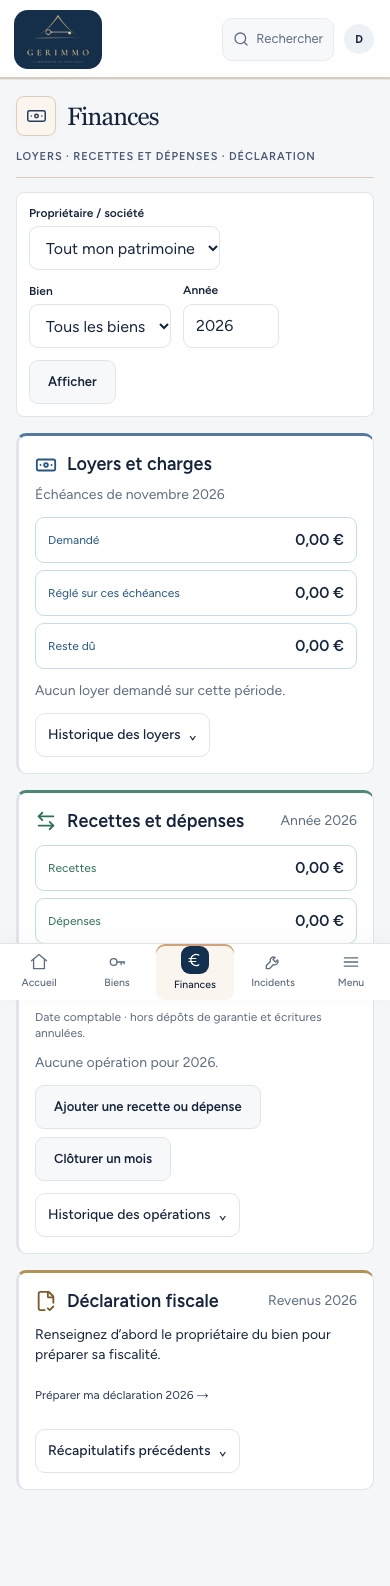 GERIMMO
Rechercher
D
Finances
LOYERS · RECETTES ET DÉPENSES · DÉCLARATION
Propriétaire / société
Tout mon patrimoine
Bien
Année
Tous les biens
2026
Afficher
Loyers et charges
Échéances de novembre 2026
Demandé
0,00 €
Réglé sur ces échéances
0,00 €
Reste dû
0,00 €
Aucun loyer demandé sur cette période.
Historique des loyers
Recettes et dépenses
Année 2026
Recettes
0,00 €
Dépenses
0,00 €
Accueil
Biens
€
Finances
Incidents
Menu
Date comptable · hors dépôts de garantie et écritures
annulées.
Aucune opération pour 2026.
Ajouter une recette ou dépense
Clôturer un mois
Historique des opérations
Déclaration fiscale
Revenus 2026
Renseignez d’abord le propriétaire du bien pour
préparer sa fiscalité.
Préparer ma déclaration 2026 →
Récapitulatifs précédents